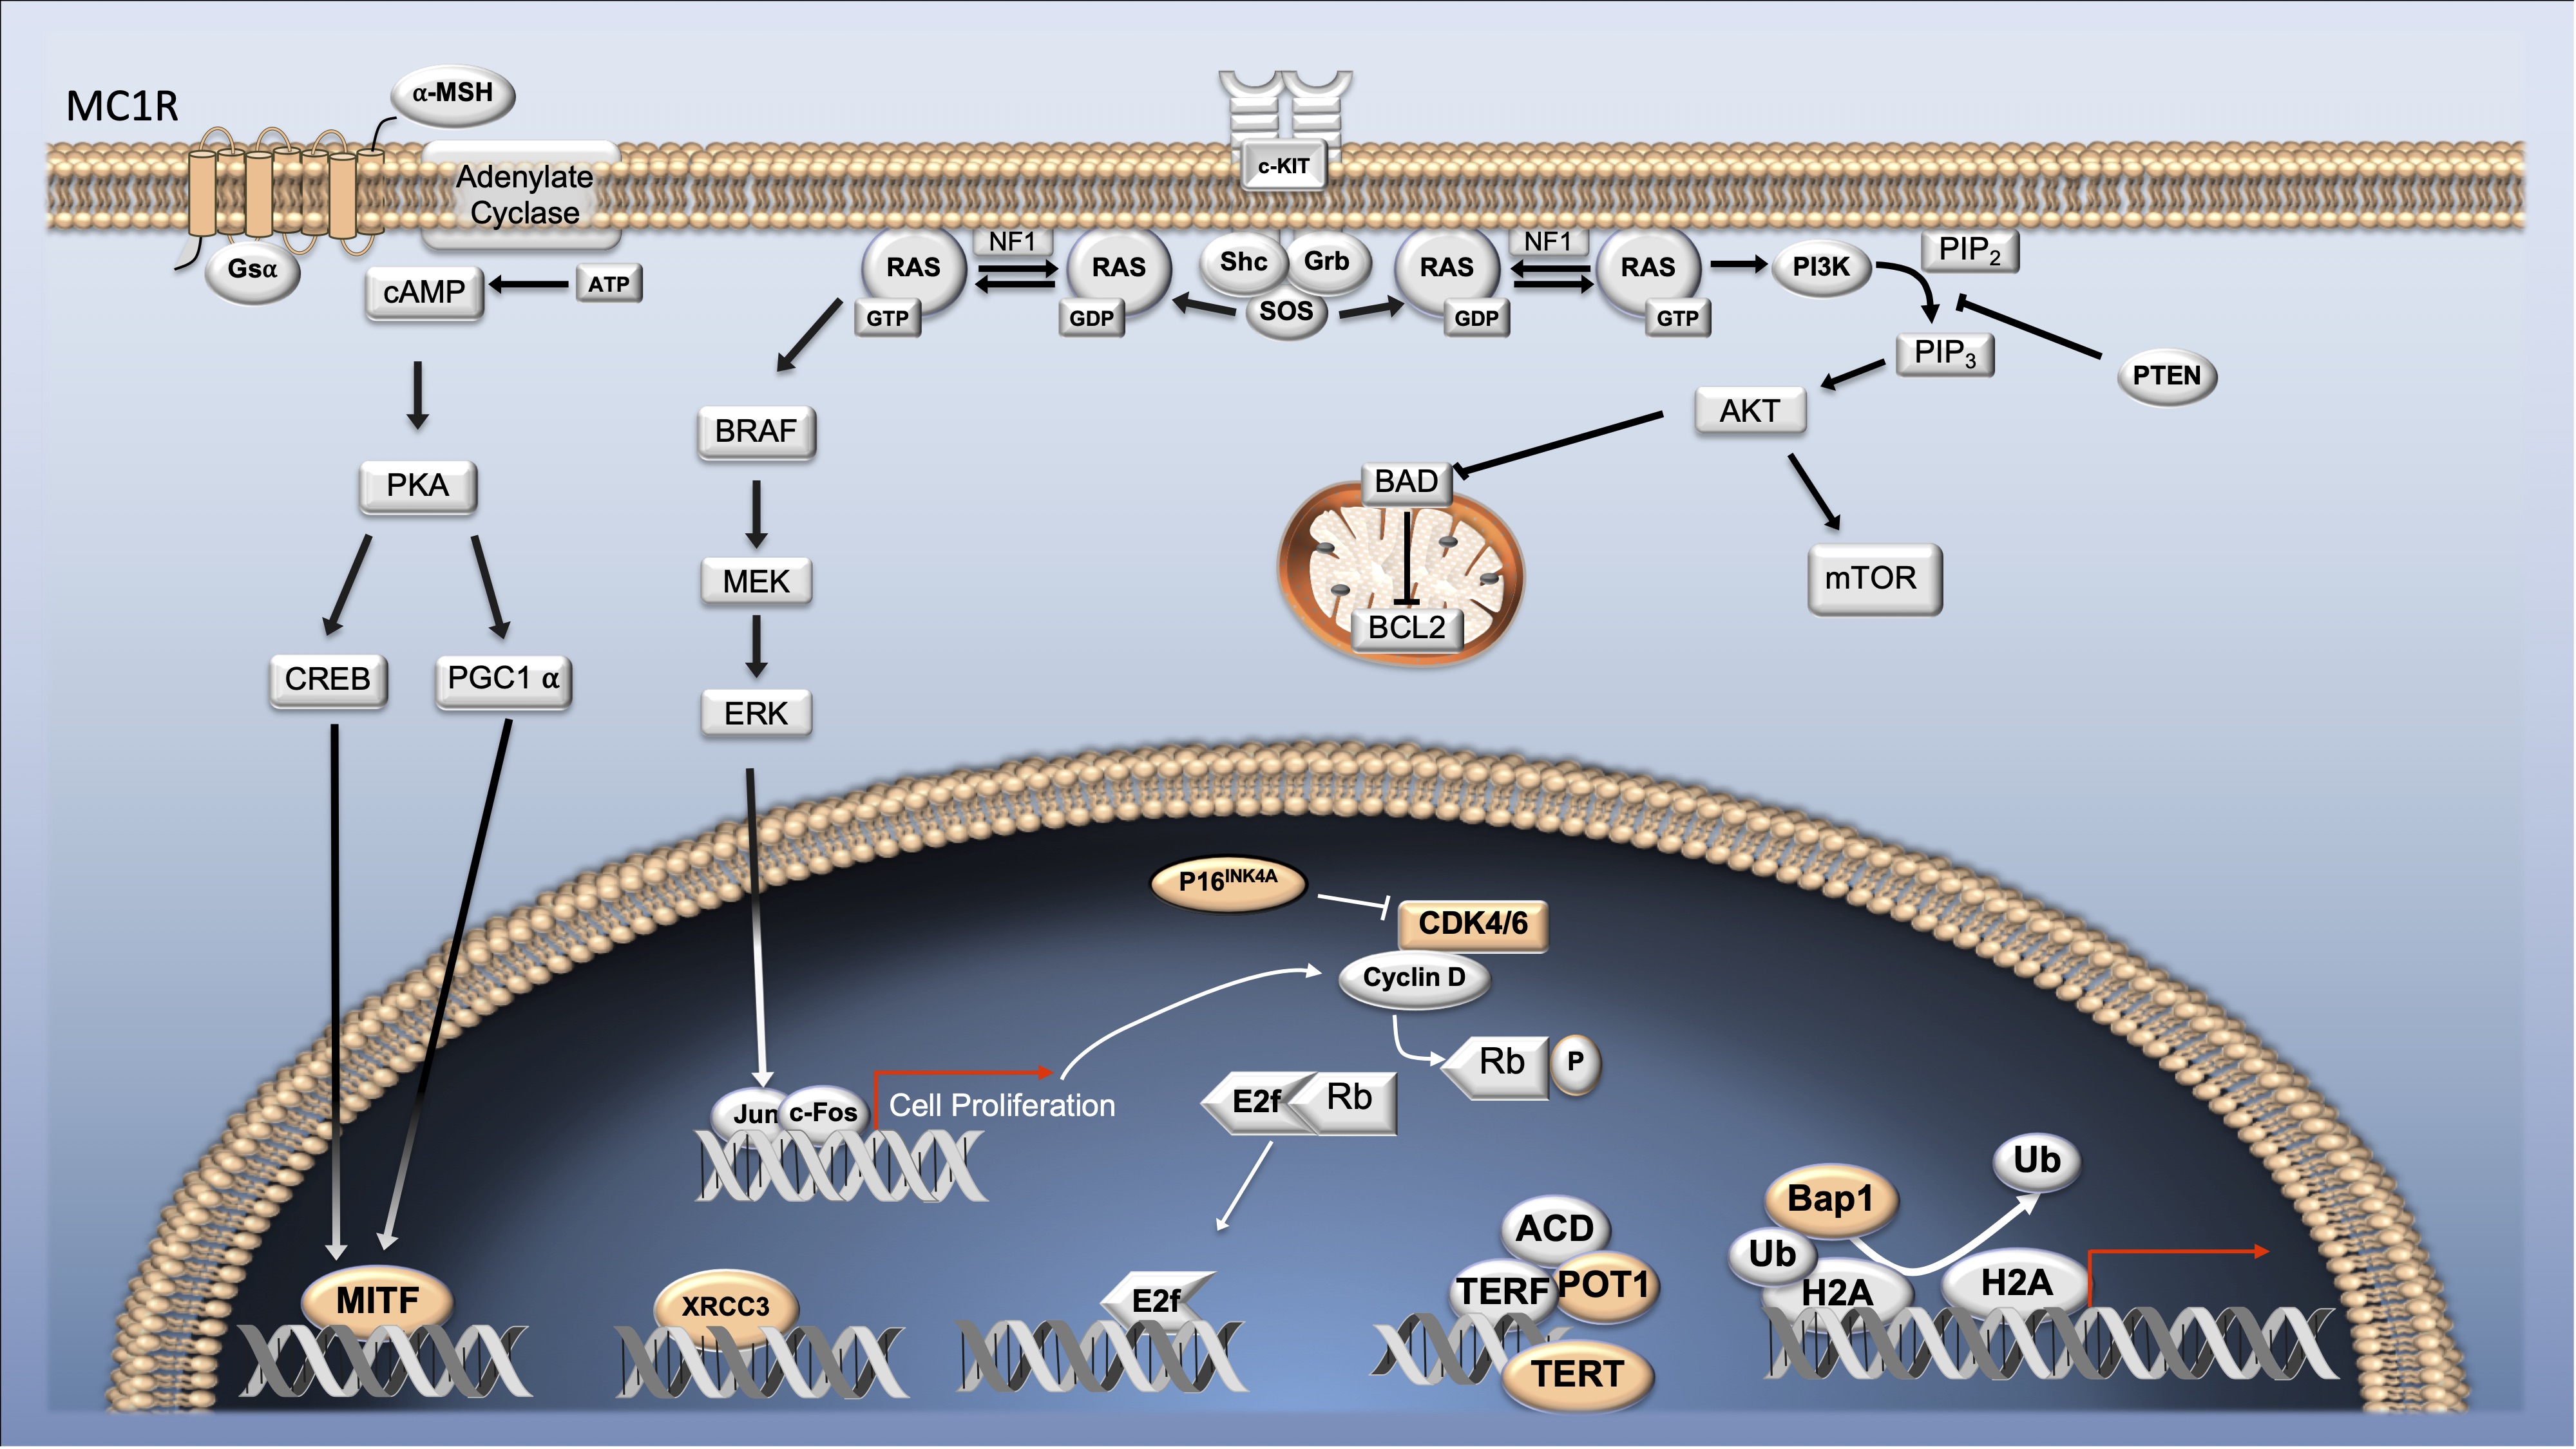 MC1R
α-MSH
Adenylate
Cyclase
Gsα
cAMP
ATP
PKA
CREB
PGC1 α
c-KIT
RAS
GTP
NF1
RAS
GDP
Shc
Grb
SOS
RAS
GDP
NF1
RAS
GTP
PI3K
PIP₂
PIP₃
PTEN
AKT
BAD
BCL2
mTOR
BRAF
MEK
ERK
P16ᴵᴺᴷ⁴ᴬ
CDK4/6
Cyclin D
Rb
P
E2f
Rb
Jun
c-Fos
Cell Proliferation
MITF
XRCC3
E2f
ACD
TERF
POT1
TERT
Bap1
Ub
Ub
H2A
H2A